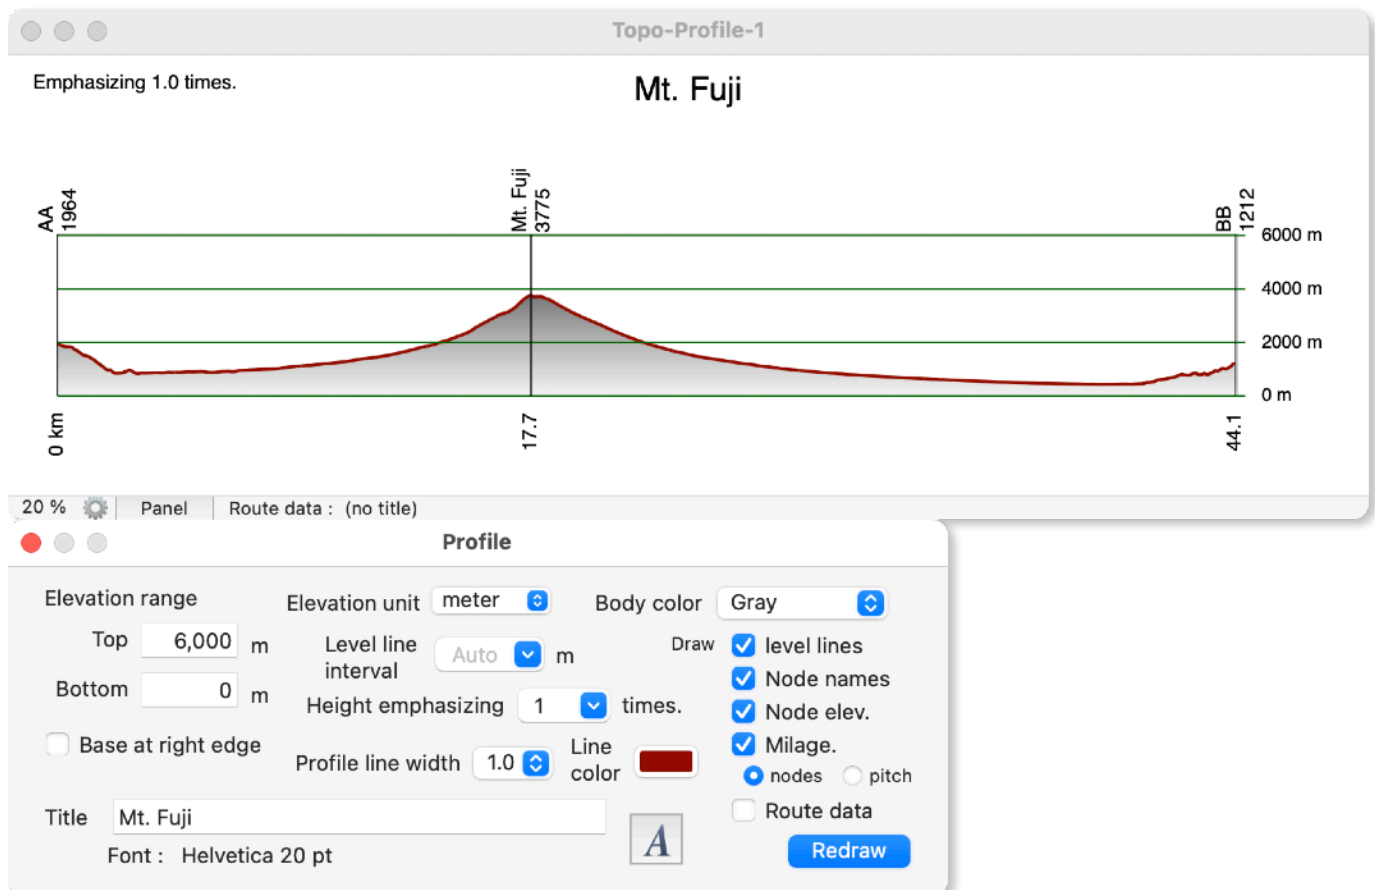 Topo-Profile-1
Emphasizing 1.0 times.
Mt. Fuji
AA
1964
Mt. Fuji
3775
BB
1212
6000 m
4000 m
2000 m
0 m
0 km
17.7
44.1
20 %
Panel
Route data : (no title)
Profile
Elevation range
Top 6,000 m
Bottom 0 m
Base at right edge
Elevation unit meter
Level line
interval
Auto m
Height emphasizing 1 times.
Profile line width 1.0
Line
color
Body color Gray
Draw
level lines
Node names
Node elev.
Milage.
nodes pitch
Route data
Title Mt. Fuji
Font : Helvetica 20 pt
A
Redraw